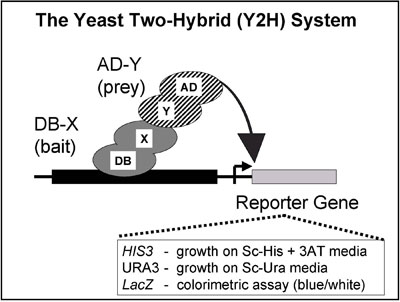 The Yeast Two-Hybrid (Y2H) System
AD-Y
(prey)
AD
Y
DB-X
(bait)
X
DB
Reporter Gene
HIS3 - growth on Sc-His + 3AT media
URA3 - growth on Sc-Ura media
LacZ - colorimetric assay (blue/white)